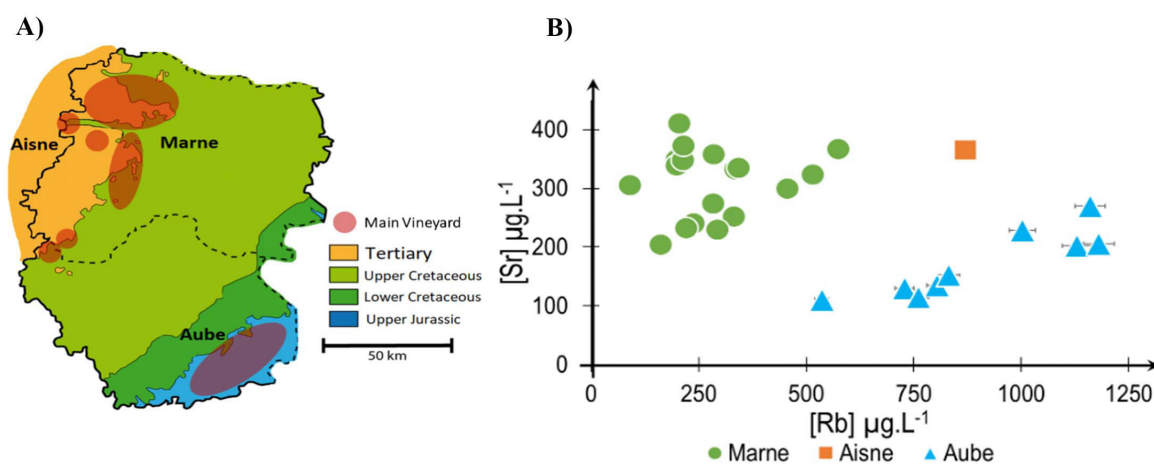 A)
Aisne
Marne
Aube
Main Vineyard
Tertiary
Upper Cretaceous
Lower Cretaceous
Upper Jurassic
50 km
B)
[Sr] µg.L-1
400
300
200
100
0
0
250
500
750
1000
1250
[Rb] µg.L-1
Marne
Aisne
Aube